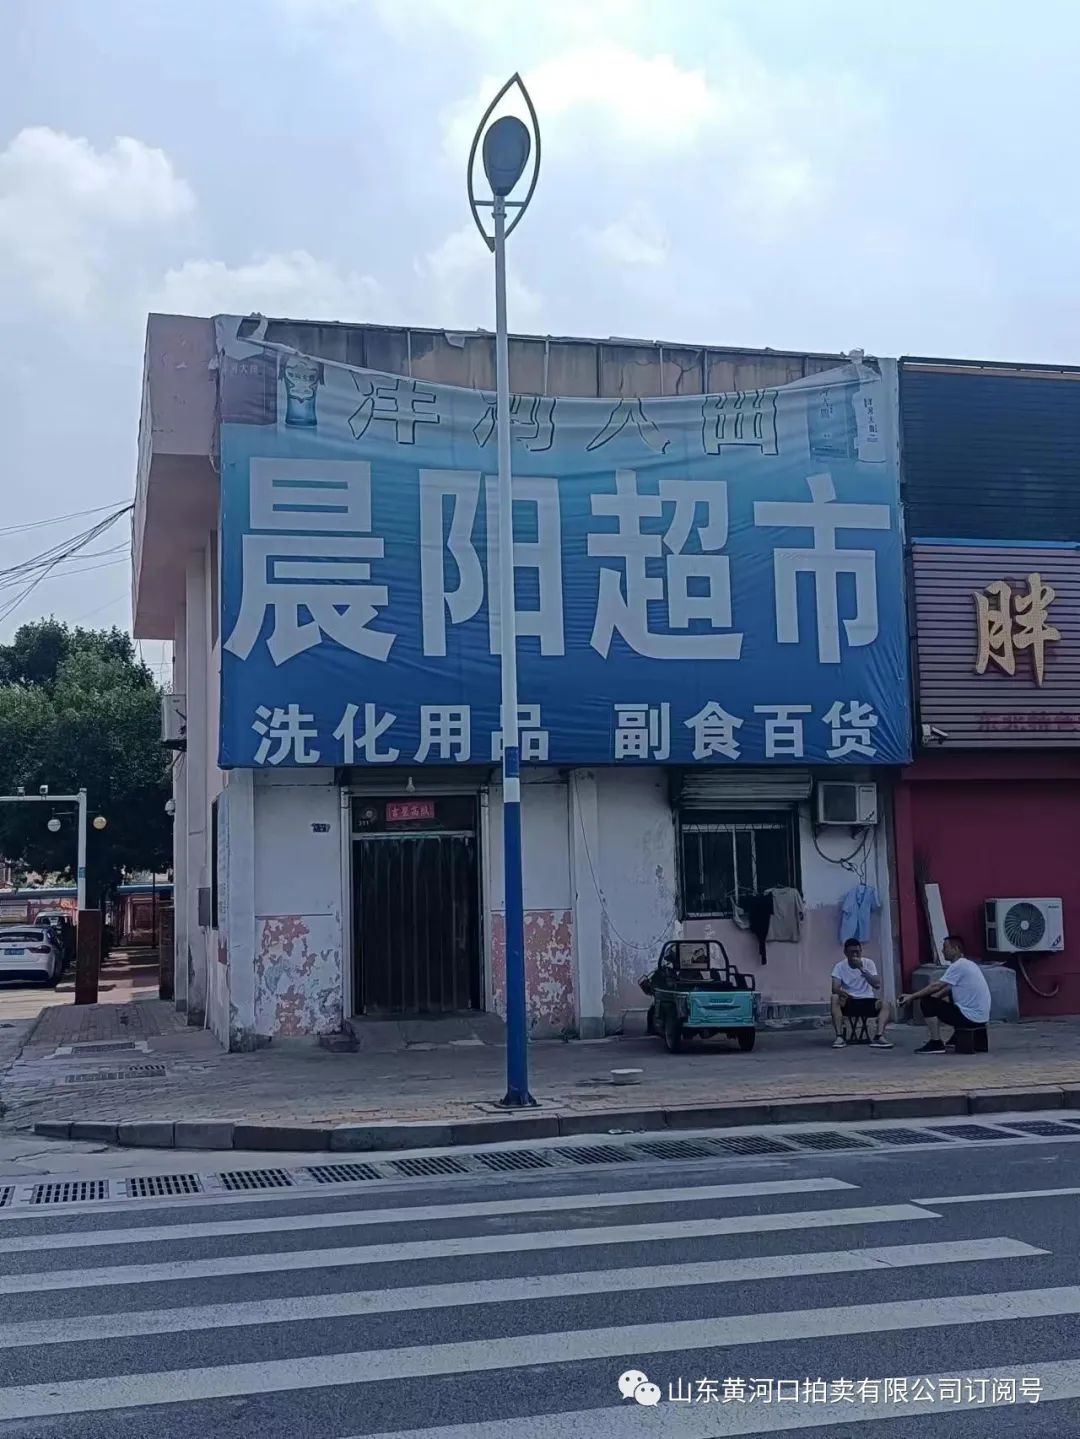 洋河大曲
晨阳超市
洗化用品 副食百货
胖
山东黄河口拍卖有限公司订阅号